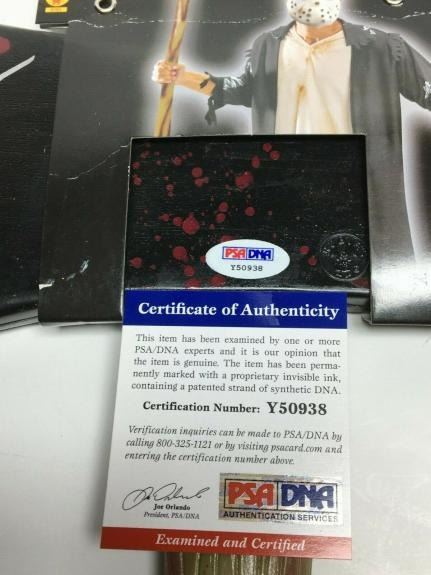 PSA DNA
Y50938
Certificate of Authenticity
This item has been examined by one or more
PSA/DNA experts and it is our opinion that
the item is genuine. The item has been perma-
nently marked with a proprietary invisible ink,
containing a patented strand of synthetic DNA.
Certification Number: Y50938
Verification inquiries can be made to PSA/DNA by
calling 800-325-1121 or by visiting psacard.com and
entering the certification number above.
Joe Orlando
President, PSA/DNA
PSA DNA
AUTHENTICATION SERVICES
Examined and Certified